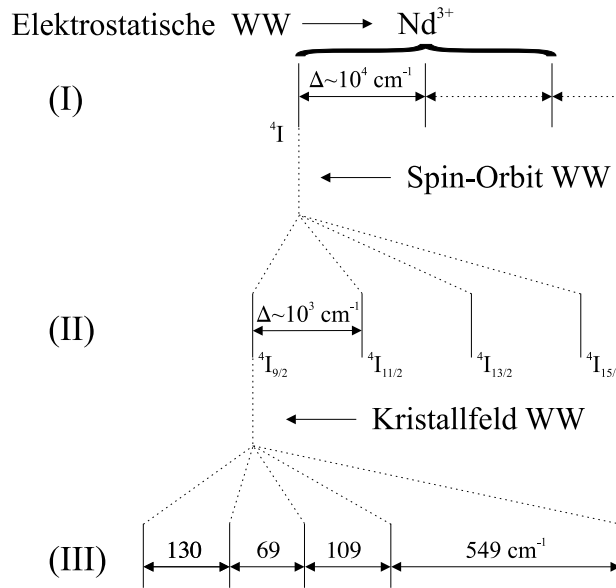 Elektrostatische WW Nd³⁺
(I) Δ~10⁴ cm⁻¹
⁴I
Spin-Orbit WW
(II) Δ~10³ cm⁻¹
⁴I₉/₂ ⁴I₁₁/₂ ⁴I₁₃/₂ ⁴I₁₅/
Kristallfeld WW
(III) 130 69 109 549 cm⁻¹